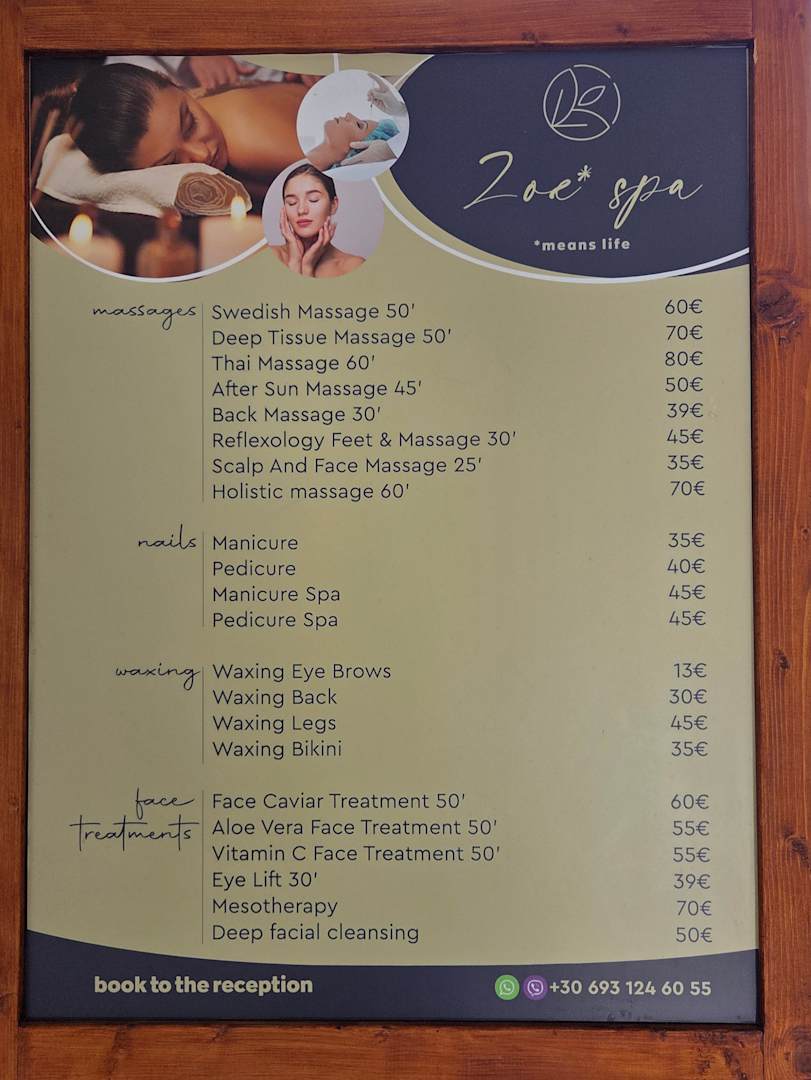 Zoe* spa
*means life
massages
Swedish Massage 50' 60€
Deep Tissue Massage 50' 70€
Thai Massage 60' 80€
After Sun Massage 45' 50€
Back Massage 30' 39€
Reflexology Feet & Massage 30' 45€
Scalp And Face Massage 25' 35€
Holistic massage 60' 70€
nails
Manicure 35€
Pedicure 40€
Manicure Spa 45€
Pedicure Spa 45€
waxing
Waxing Eye Brows 13€
Waxing Back 30€
Waxing Legs 45€
Waxing Bikini 35€
face
treatments
Face Caviar Treatment 50' 60€
Aloe Vera Face Treatment 50' 55€
Vitamin C Face Treatment 50' 55€
Eye Lift 30' 39€
Mesotherapy 70€
Deep facial cleansing 50€
book to the reception +30 693 124 60 55